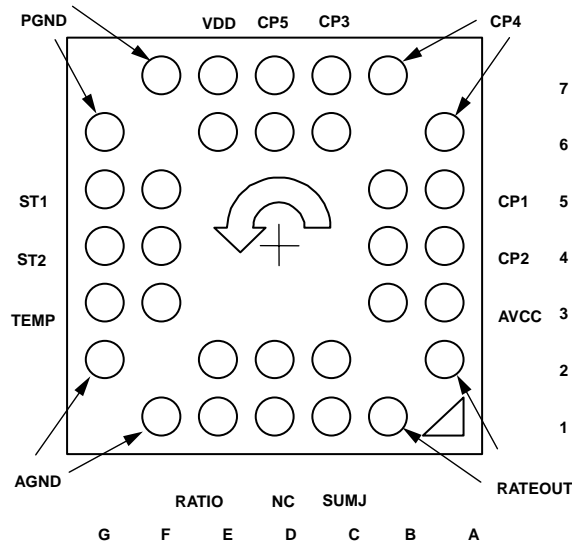 PGND VDD CP5 CP3 CP4
7
6
ST1 CP1 5
ST2 CP2 4
TEMP AVCC 3
2
1
AGND RATEOUT
RATIO NC SUMJ
G F E D C B A